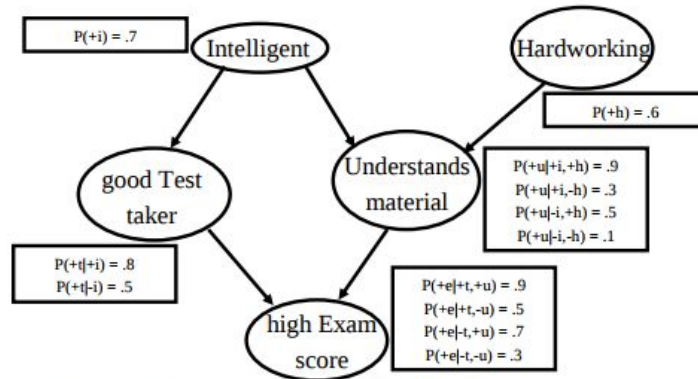 P(+i) = .7
Intelligent
Hardworking
P(+h) = .6
good Test
taker
Understands
material
P(+u|+i,+h) = .9
P(+u|+i,-h) = .3
P(+u|-i,+h) = .5
P(+u|-i,-h) = .1
P(+t|+i) = .8
P(+t|-i) = .5
high Exam
score
P(+e|+t,+u) = .9
P(+e|+t,-u) = .5
P(+e|-t,+u) = .7
P(+e|-t,-u) = .3